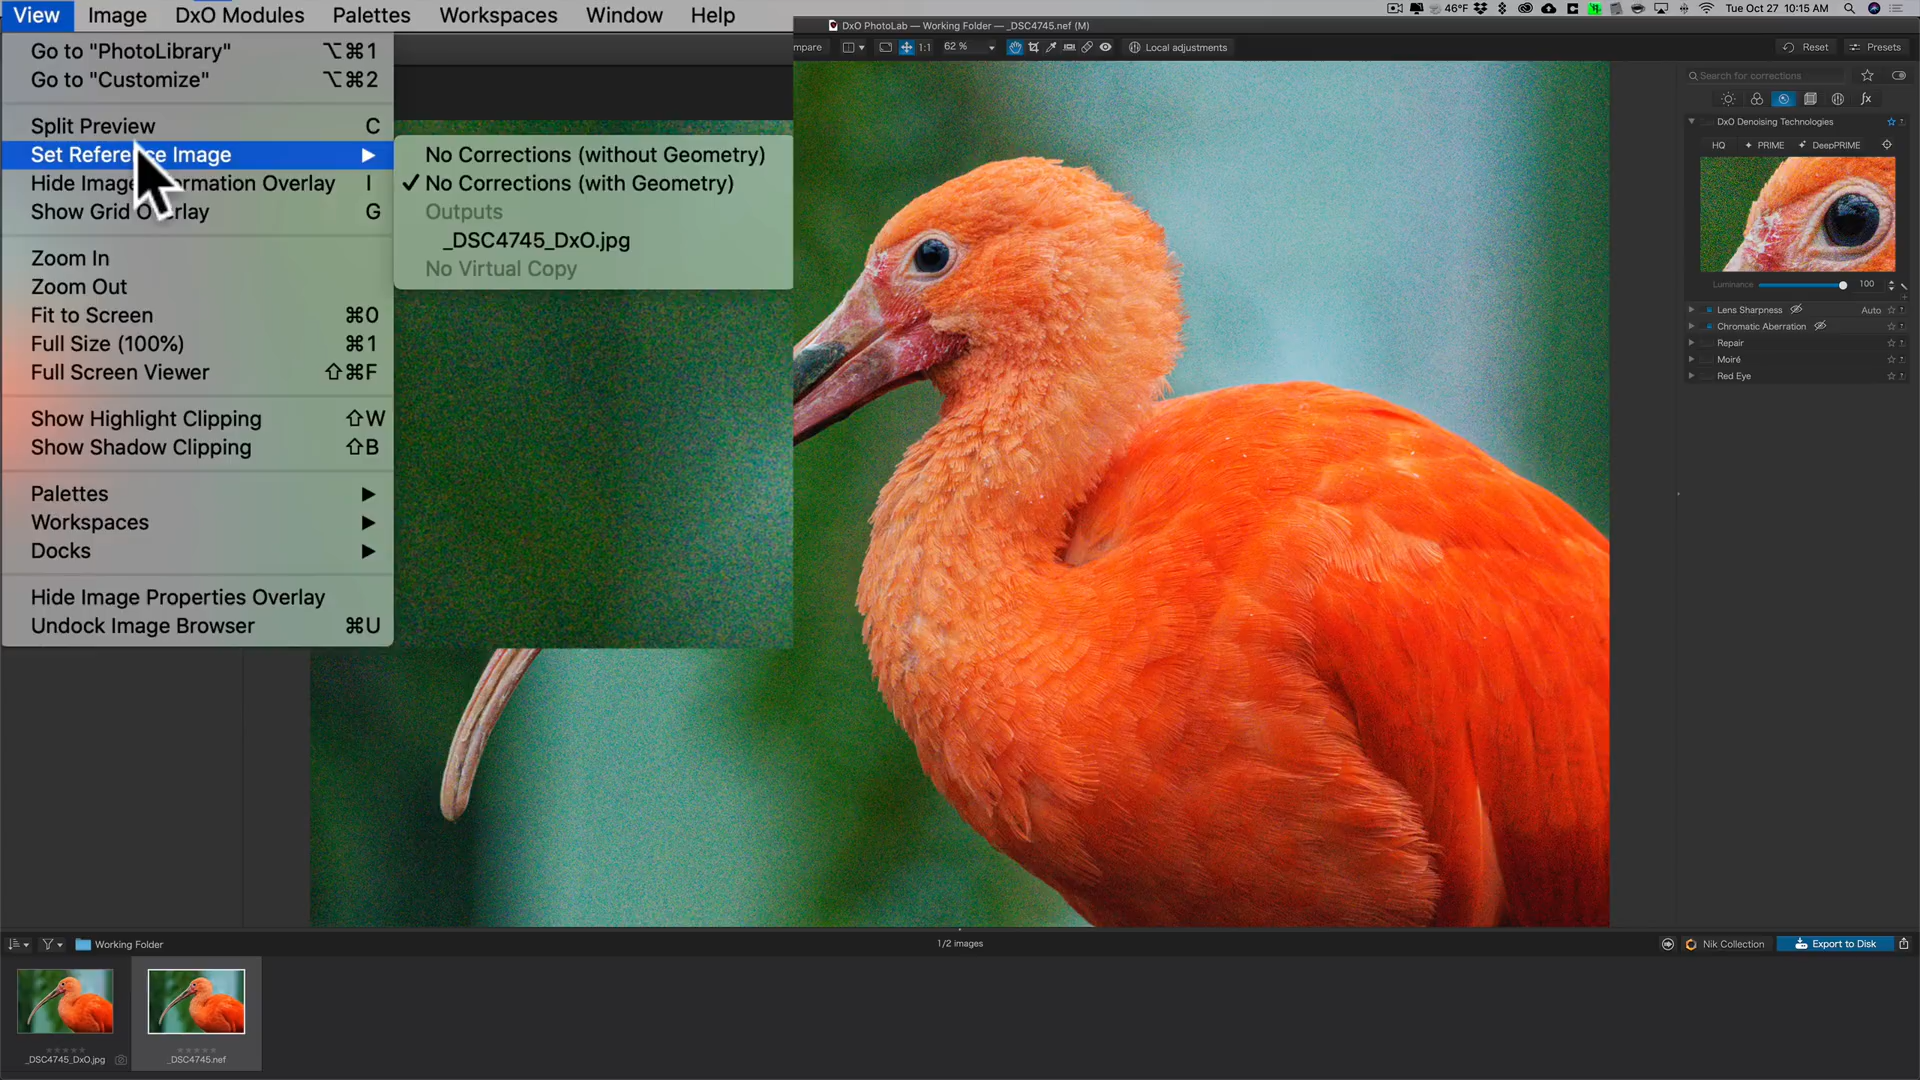 View Image DxO Modules Palettes Workspaces Window Help
46°F Tue Oct 27 10:15 AM
DxO PhotoLab — Working Folder — _DSC4745.nef (M)
mpare 1:1 62 % Local adjustments Reset Presets
Go to "PhotoLibrary" ⌥⌘1
Go to "Customize" ⌥⌘2
Split Preview C
Set Reference Image
Hide Image ormation Overlay I
Show Grid Overlay G
Zoom In
Zoom Out
Fit to Screen ⌘0
Full Size (100%) ⌘1
Full Screen Viewer ⇧⌘F
Show Highlight Clipping ⇧W
Show Shadow Clipping ⇧B
Palettes
Workspaces
Docks
Hide Image Properties Overlay
Undock Image Browser ⌘U
No Corrections (without Geometry)
✓ No Corrections (with Geometry)
Outputs
_DSC4745_DxO.jpg
No Virtual Copy
Search for corrections
fx
DxO Denoising Technologies
HQ PRIME DeepPRIME
Luminance 100
Lens Sharpness Auto
Chromatic Aberration
Repair
Moiré
Red Eye
Working Folder 1/2 images Nik Collection Export to Disk
_DSC4745_DxO.jpg
_DSC4745.nef